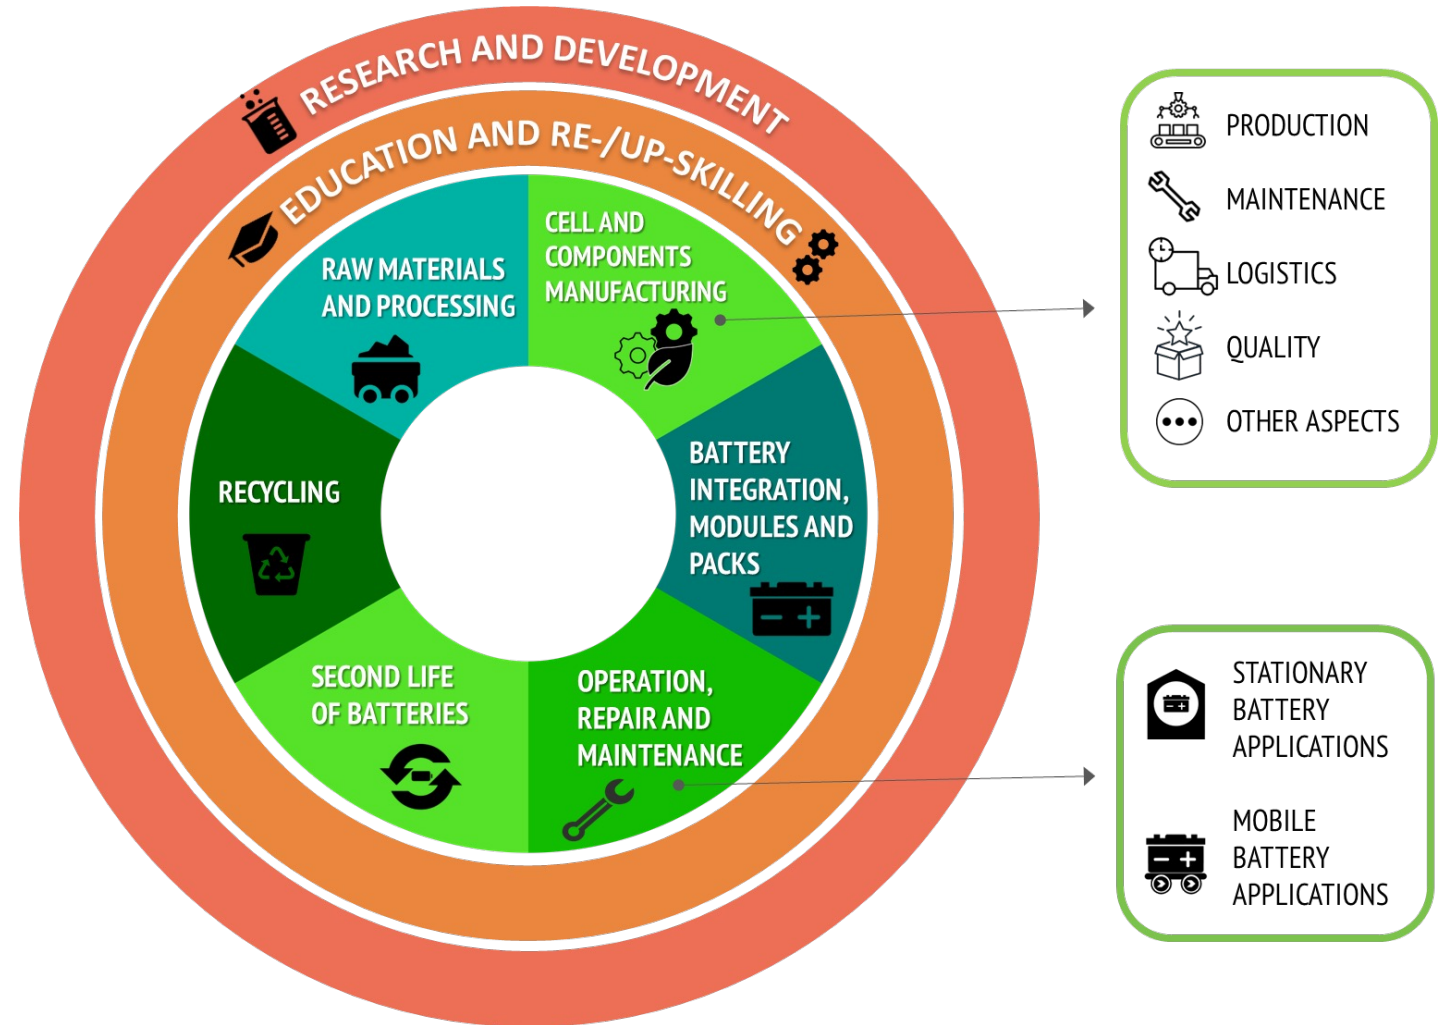 RESEARCH AND DEVELOPMENT
EDUCATION AND RE-/UP-SKILLING
RAW MATERIALS
AND PROCESSING
CELL AND
COMPONENTS
MANUFACTURING
BATTERY
INTEGRATION,
MODULES AND
PACKS
OPERATION,
REPAIR AND
MAINTENANCE
SECOND LIFE
OF BATTERIES
RECYCLING
PRODUCTION
MAINTENANCE
LOGISTICS
QUALITY
OTHER ASPECTS
STATIONARY
BATTERY
APPLICATIONS
MOBILE
BATTERY
APPLICATIONS